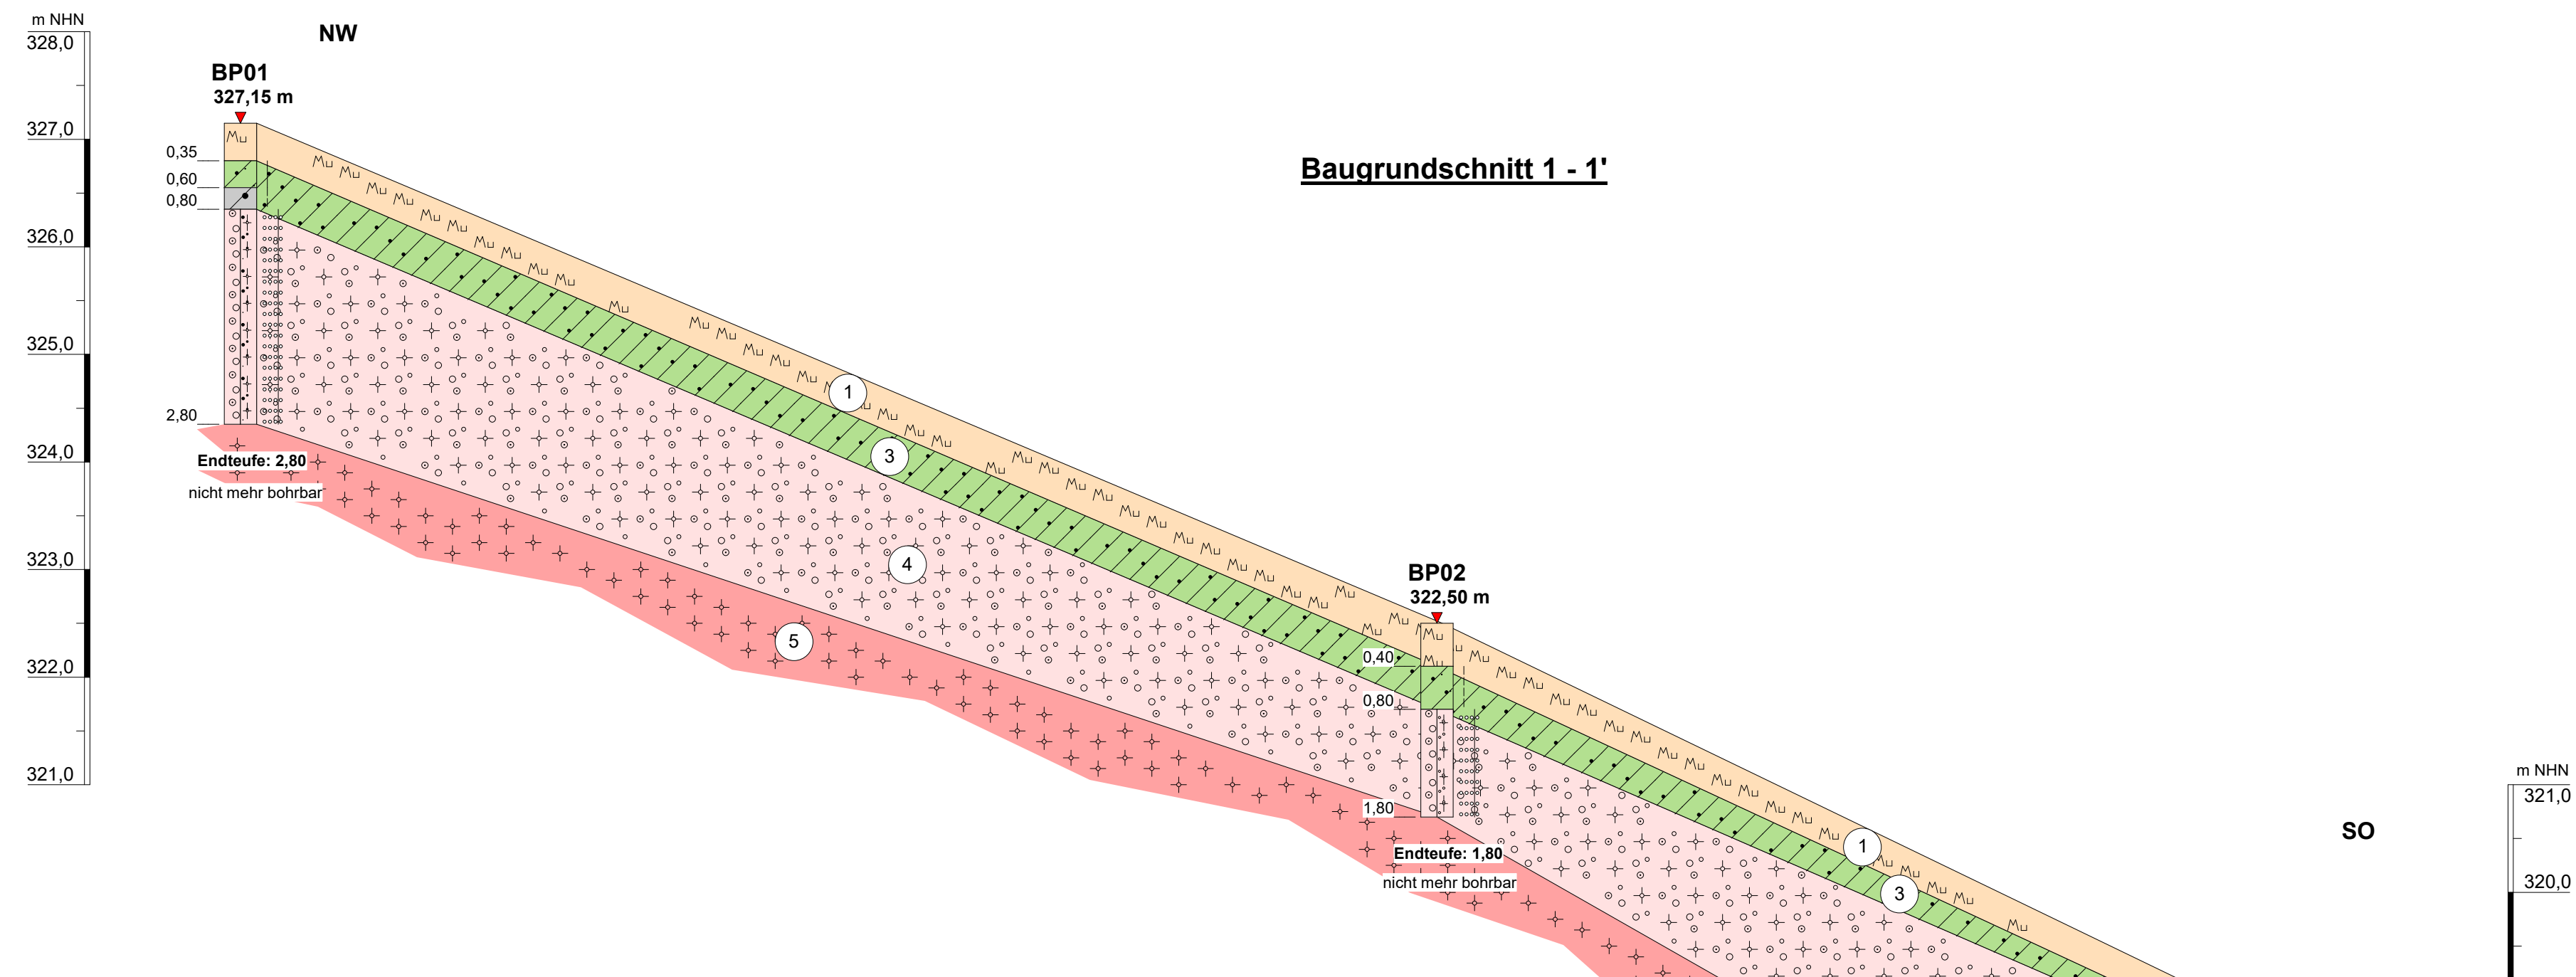 m NHN
328,0
NW
BP01
327,15 m
327,0
Mu
0,35
0,60
0,80
326,0
325,0
2,80
324,0
Endteufe: 2,80
nicht mehr bohrbar
323,0
322,0
321,0
Baugrundschnitt 1 - 1'
1
3
4
5
BP02
322,50 m
Mu
0,40
0,80
1,80
Endteufe: 1,80
nicht mehr bohrbar
1
3
SO
m NHN
321,0
320,0